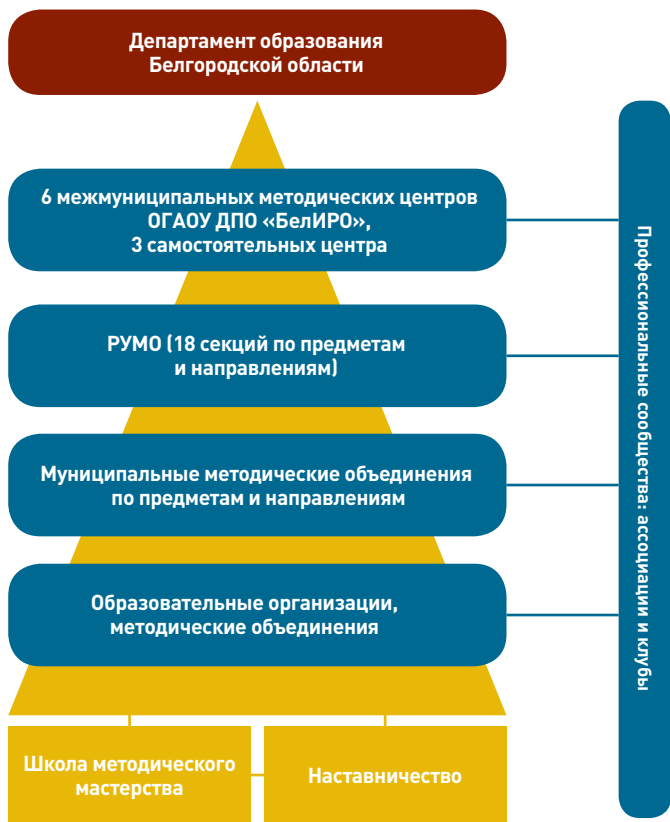 Департамент образования
Белгородской области
6 межмуниципальных методических центров
ОГАОУ ДПО «БелИРО»,
3 самостоятельных центра
РУМО (18 секций по предметам
и направлениям)
Муниципальные методические объединения
по предметам и направлениям
Образовательные организации,
методические объединения
Школа методического
мастерства
Наставничество
Профессиональные сообщества: ассоциации и клубы